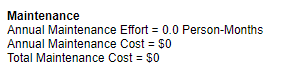 Maintenance
Annual Maintenance Effort = 0.0 Person-Months
Annual Maintenance Cost = $0
Total Maintenance Cost = $0